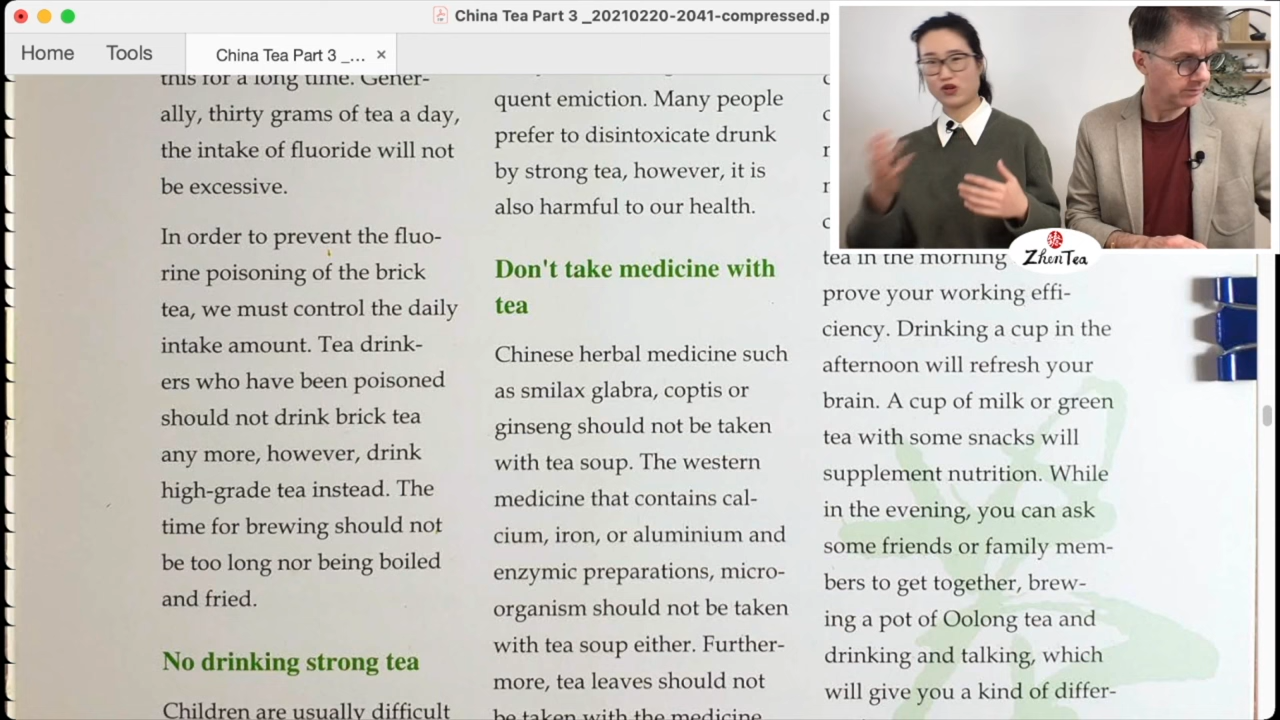 China Tea Part 3 _20210220-2041-compressed.p
Home
Tools
China Tea Part 3 _...
this for a long time. Gener-
ally, thirty grams of tea a day,
the intake of fluoride will not
be excessive.
In order to prevent the fluo-
rine poisoning of the brick
tea, we must control the daily
intake amount. Tea drink-
ers who have been poisoned
should not drink brick tea
any more, however, drink
high-grade tea instead. The
time for brewing should not
be too long nor being boiled
and fried.
No drinking strong tea
Children are usually difficult
quent emiction. Many people
prefer to disintoxicate drunk
by strong tea, however, it is
also harmful to our health.
Don't take medicine with
tea
Chinese herbal medicine such
as smilax glabra, coptis or
ginseng should not be taken
with tea soup. The western
medicine that contains cal-
cium, iron, or aluminium and
enzymic preparations, micro-
organism should not be taken
with tea soup either. Further-
more, tea leaves should not
be taken with the medicine
tea in the morning
prove your working effi-
ciency. Drinking a cup in the
afternoon will refresh your
brain. A cup of milk or green
tea with some snacks will
supplement nutrition. While
in the evening, you can ask
some friends or family mem-
bers to get together, brew-
ing a pot of Oolong tea and
drinking and talking, which
will give you a kind of differ-
ZhenTea